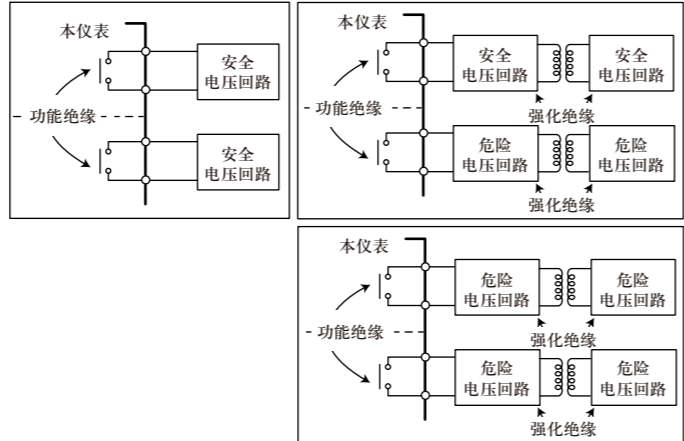 本仪表
安全
电压回路
功能绝缘
安全
电压回路
本仪表
安全
电压回路
安全
电压回路
强化绝缘
功能绝缘
危险
电压回路
危险
电压回路
强化绝缘
本仪表
危险
电压回路
危险
电压回路
强化绝缘
功能绝缘
危险
电压回路
危险
电压回路
强化绝缘